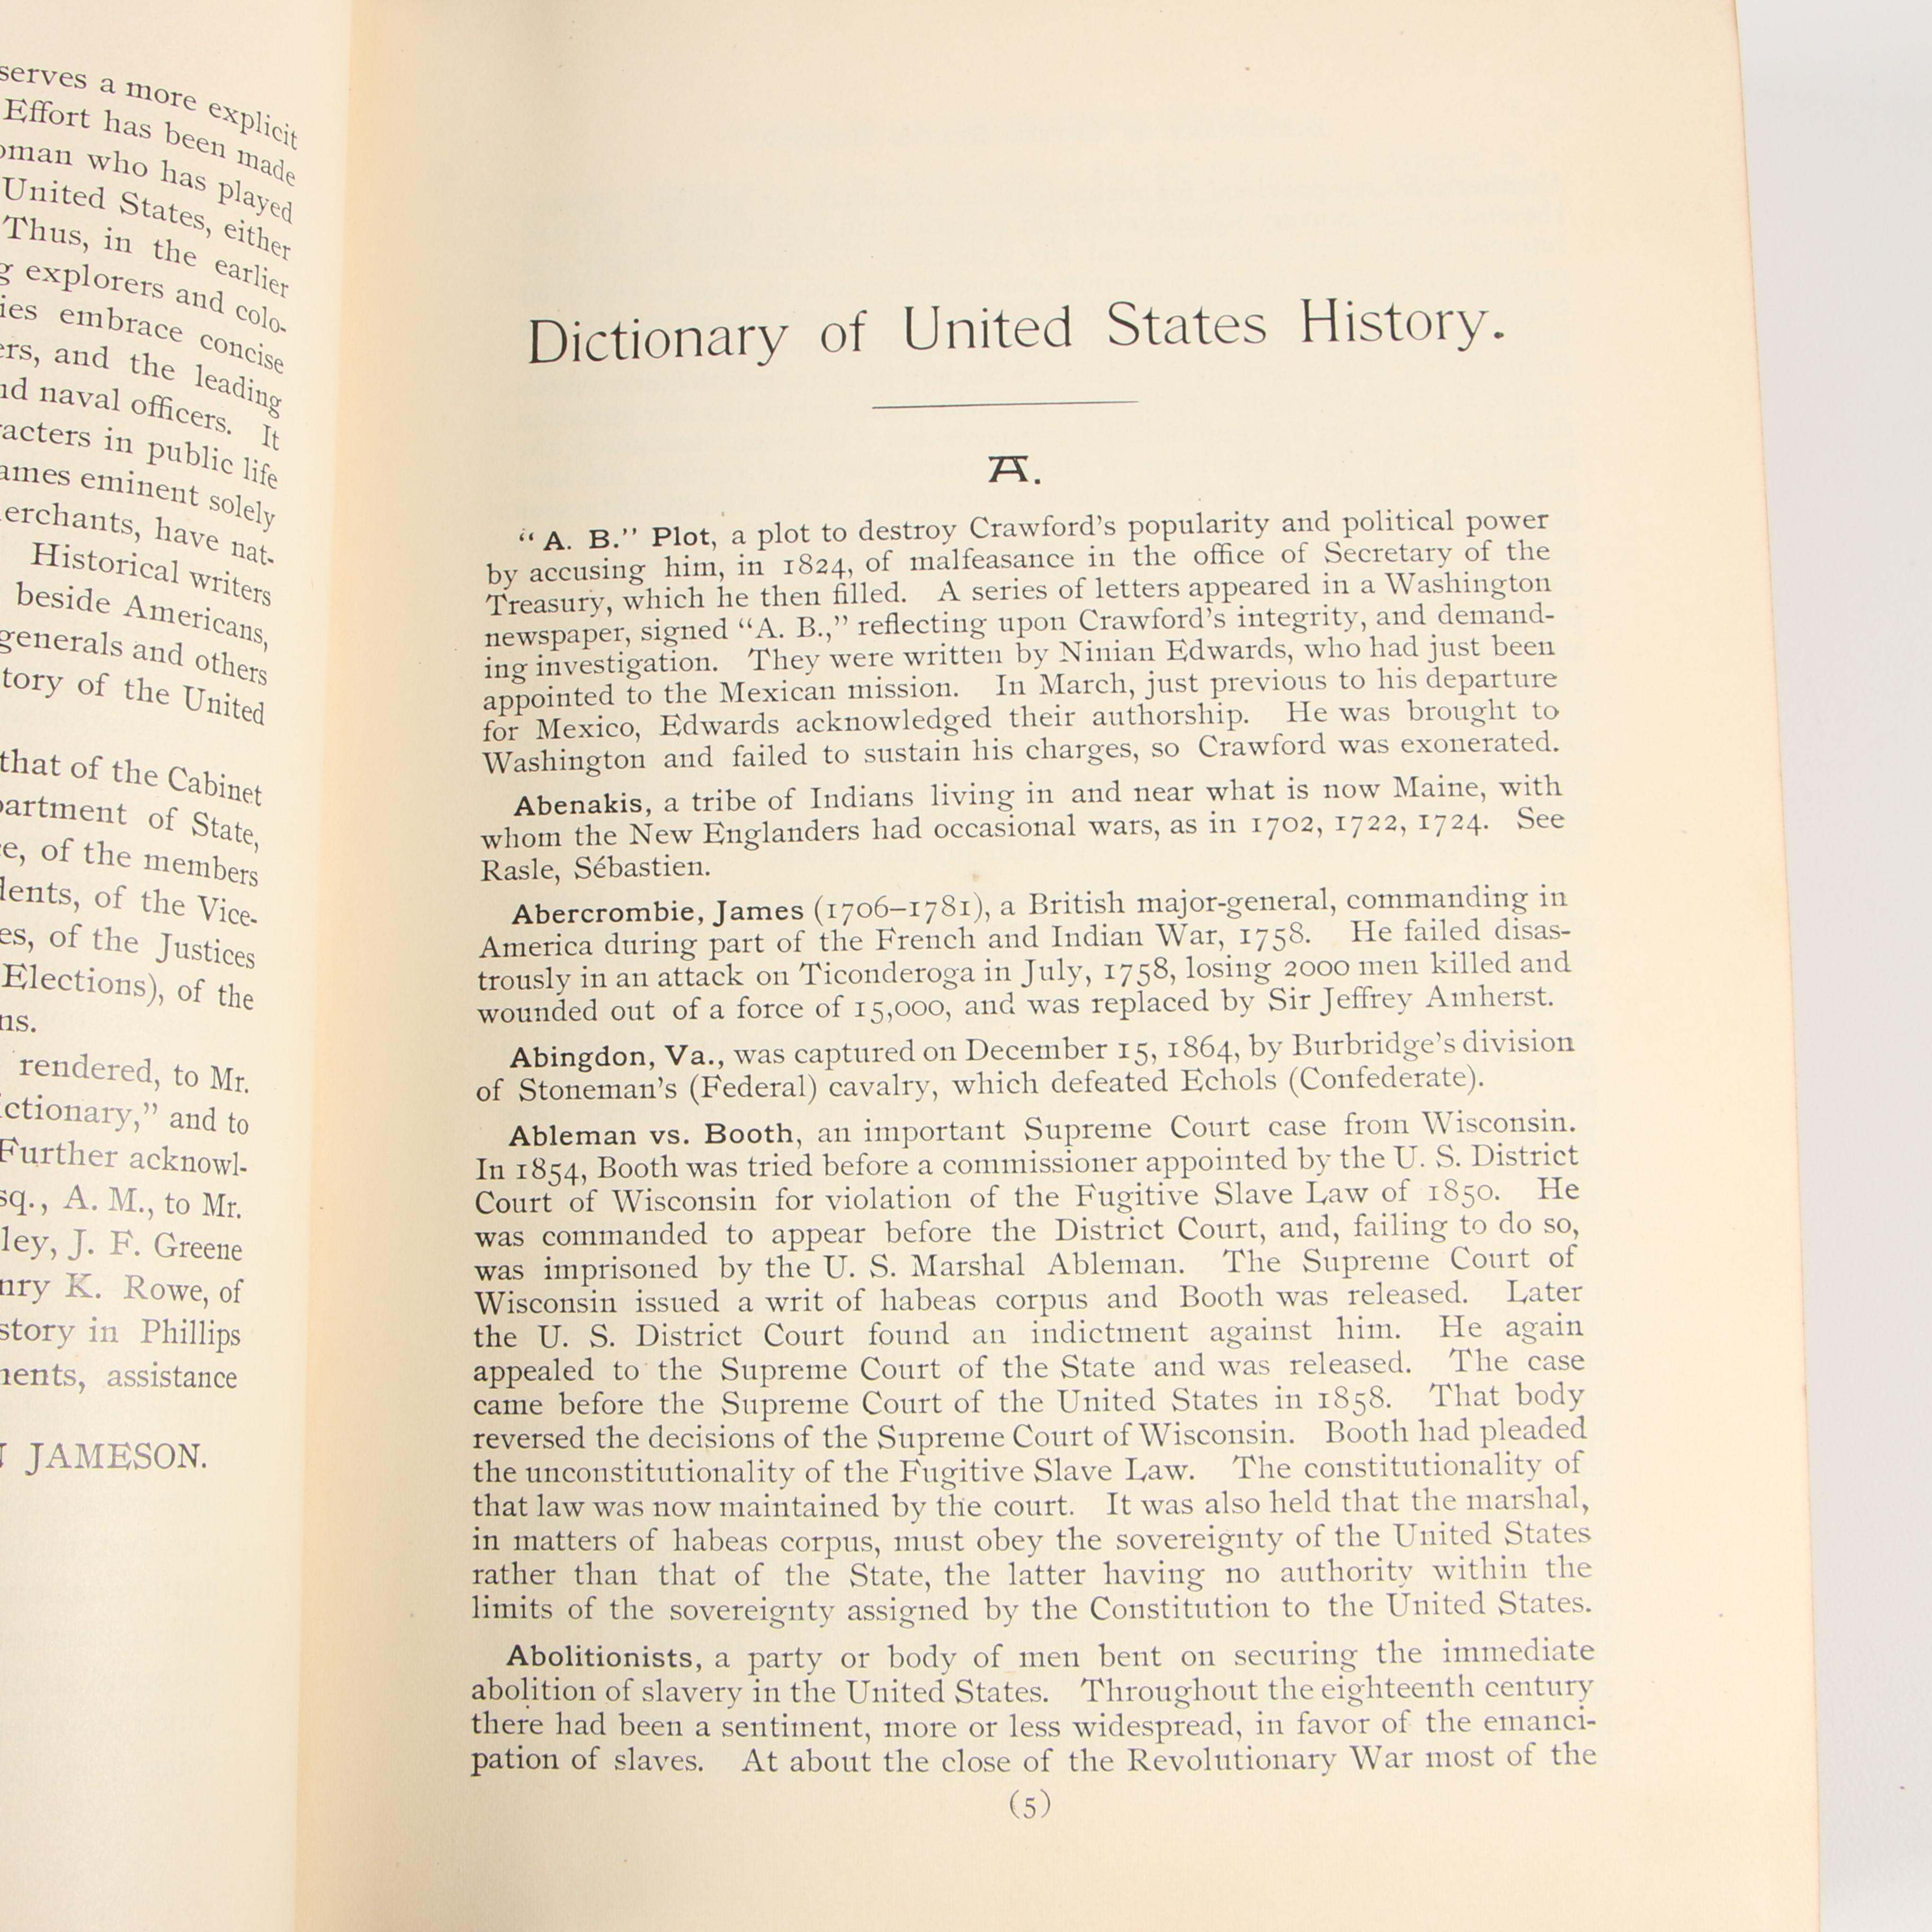 serves a more explicit
Effort has been made
who has played
United States, either
Thus, in the earlier
explorers and colo-
embrace concise
and the leading
naval officers. It
in public life
eminent solely
have nat-
Historical writers
beside Americans,
generals and others
of the United
that of the Cabinet
of State,
of the members
of the Vice-
of the Justices
Elections), of the
rendered, to Mr.
and to
Further acknowl-
A. M., to Mr.
J. F. Greene
K. Rowe, of
in Phillips
assistance
JAMESON.
Dictionary of United States History.
A.
“A. B.” Plot, a plot to destroy Crawford’s popularity and political power
by accusing him, in 1824, of malfeasance in the office of Secretary of the
Treasury, which he then filled. A series of letters appeared in a Washington
newspaper, signed “A. B.,” reflecting upon Crawford’s integrity, and demand-
ing investigation. They were written by Ninian Edwards, who had just been
appointed to the Mexican mission. In March, just previous to his departure
for Mexico, Edwards acknowledged their authorship. He was brought to
Washington and failed to sustain his charges, so Crawford was exonerated.
Abenakis, a tribe of Indians living in and near what is now Maine, with
whom the New Englanders had occasional wars, as in 1702, 1722, 1724. See
Rasle, Sébastien.
Abercrombie, James (1706–1781), a British major-general, commanding in
America during part of the French and Indian War, 1758. He failed disas-
trously in an attack on Ticonderoga in July, 1758, losing 2000 men killed and
wounded out of a force of 15,000, and was replaced by Sir Jeffrey Amherst.
Abingdon, Va., was captured on December 15, 1864, by Burbridge’s division
of Stoneman’s (Federal) cavalry, which defeated Echols (Confederate).
Ableman vs. Booth, an important Supreme Court case from Wisconsin.
In 1854, Booth was tried before a commissioner appointed by the U. S. District
Court of Wisconsin for violation of the Fugitive Slave Law of 1850. He
was commanded to appear before the District Court, and, failing to do so,
was imprisoned by the U. S. Marshal Ableman. The Supreme Court of
Wisconsin issued a writ of habeas corpus and Booth was released. Later
the U. S. District Court found an indictment against him. He again
appealed to the Supreme Court of the State and was released. The case
came before the Supreme Court of the United States in 1858. That body
reversed the decisions of the Supreme Court of Wisconsin. Booth had pleaded
the unconstitutionality of the Fugitive Slave Law. The constitutionality of
that law was now maintained by the court. It was also held that the marshal,
in matters of habeas corpus, must obey the sovereignty of the United States
rather than that of the State, the latter having no authority within the
limits of the sovereignty assigned by the Constitution to the United States.
Abolitionists, a party or body of men bent on securing the immediate
abolition of slavery in the United States. Throughout the eighteenth century
there had been a sentiment, more or less widespread, in favor of the emanci-
pation of slaves. At about the close of the Revolutionary War most of the
(5)